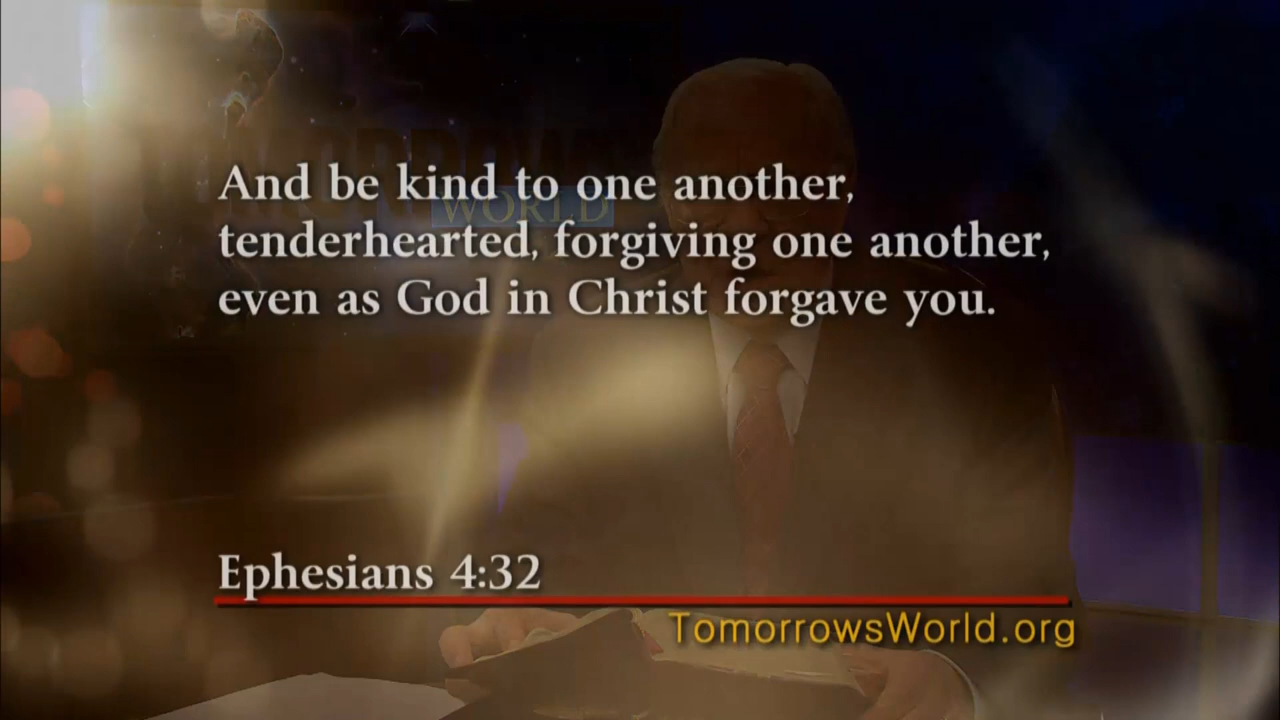 And be kind to one another,
WORLD
tenderhearted, forgiving one another,
even as God in Christ forgave you.
Ephesians 4:32
TomorrowsWorld.org